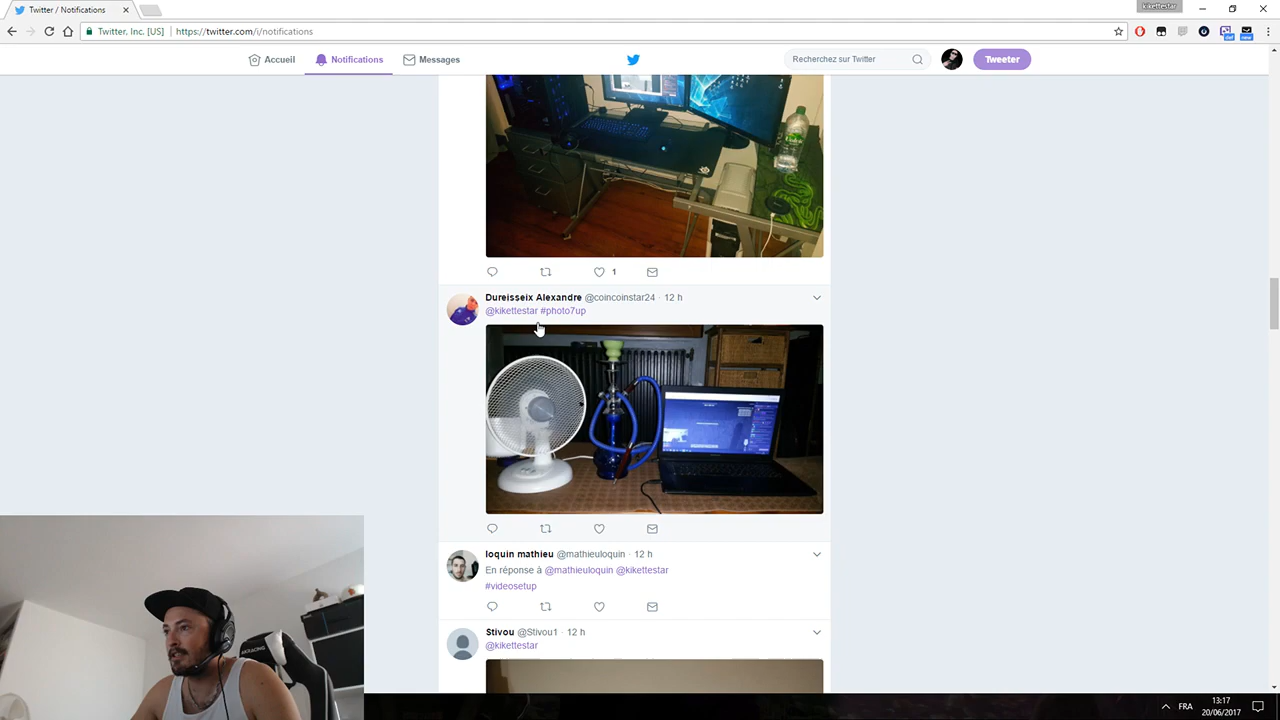 Twitter / Notifications
kikettestar
Twitter, Inc. [US]
https://twitter.com/i/notifications
Accueil
Notifications
Messages
Recherchez sur Twitter
Tweeter
1
Dureisseix Alexandre @coincoinstar24 · 12 h
@kikettestar #photo7up
loquin mathieu @mathieuloquin · 12 h
En réponse à @mathieuloquin @kikettestar
#videosetup
Stivou @Stivou1 · 12 h
@kikettestar
FRA
13:17
20/06/2017